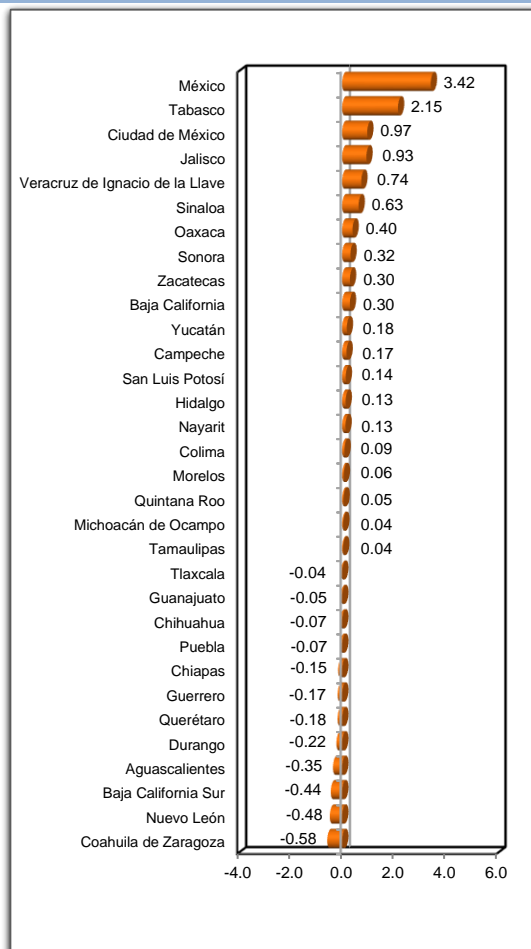 México 3.42
Tabasco 2.15
Ciudad de México 0.97
Jalisco 0.93
Veracruz de Ignacio de la Llave 0.74
Sinaloa 0.63
Oaxaca 0.40
Sonora 0.32
Zacatecas 0.30
Baja California 0.30
Yucatán 0.18
Campeche 0.17
San Luis Potosí 0.14
Hidalgo 0.13
Nayarit 0.13
Colima 0.09
Morelos 0.06
Quintana Roo 0.05
Michoacán de Ocampo 0.04
Tamaulipas 0.04
Tlaxcala -0.04
Guanajuato -0.05
Chihuahua -0.07
Puebla -0.07
Chiapas -0.15
Guerrero -0.17
Querétaro -0.18
Durango -0.22
Aguascalientes -0.35
Baja California Sur -0.44
Nuevo León -0.48
Coahuila de Zaragoza -0.58
-4.0 -2.0 0.0 2.0 4.0 6.0